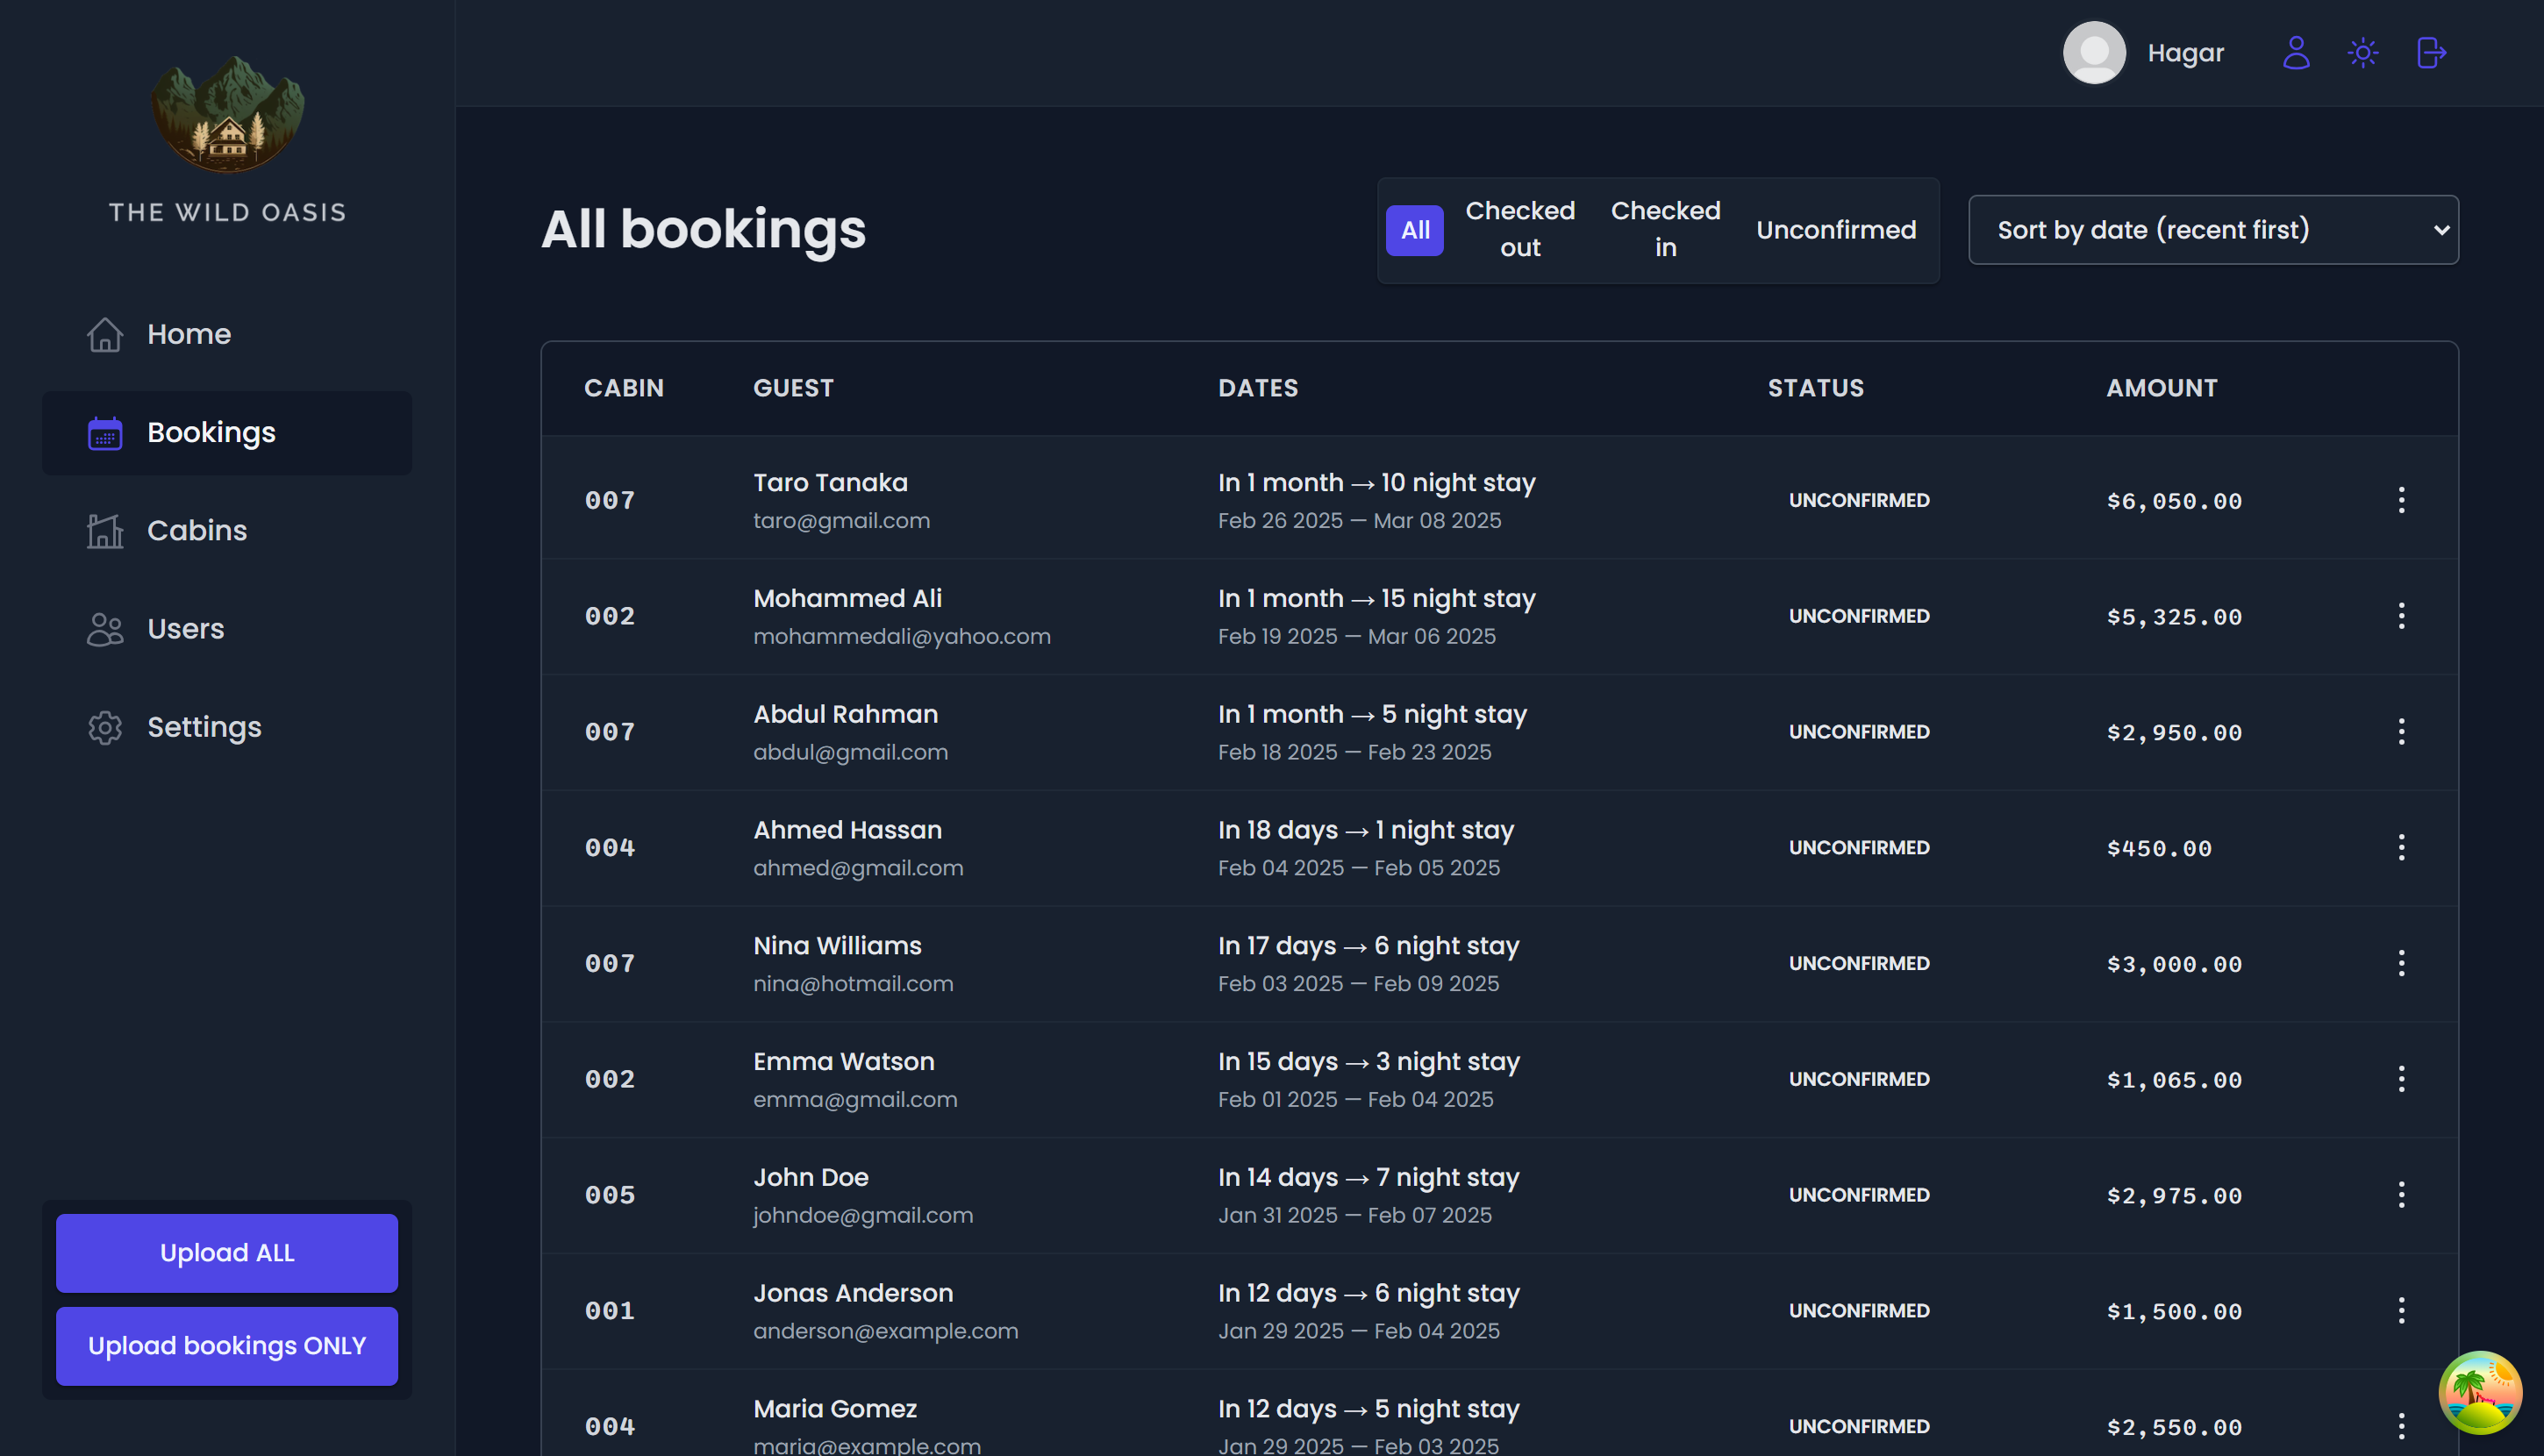 THE WILD OASIS
Home
Bookings
Cabins
Users
Settings
Upload ALL
Upload bookings ONLY
Hagar
All bookings
All
Checked
out
Checked
in
Unconfirmed
Sort by date (recent first)
CABIN GUEST DATES STATUS AMOUNT
007 Taro Tanaka In 1 month → 10 night stay UNCONFIRMED $6,050.00
taro@gmail.com Feb 26 2025 — Mar 08 2025
002 Mohammed Ali In 1 month → 15 night stay UNCONFIRMED $5,325.00
mohammedali@yahoo.com Feb 19 2025 — Mar 06 2025
007 Abdul Rahman In 1 month → 5 night stay UNCONFIRMED $2,950.00
abdul@gmail.com Feb 18 2025 — Feb 23 2025
004 Ahmed Hassan In 18 days → 1 night stay UNCONFIRMED $450.00
ahmed@gmail.com Feb 04 2025 — Feb 05 2025
007 Nina Williams In 17 days → 6 night stay UNCONFIRMED $3,000.00
nina@hotmail.com Feb 03 2025 — Feb 09 2025
002 Emma Watson In 15 days → 3 night stay UNCONFIRMED $1,065.00
emma@gmail.com Feb 01 2025 — Feb 04 2025
005 John Doe In 14 days → 7 night stay UNCONFIRMED $2,975.00
johndoe@gmail.com Jan 31 2025 — Feb 07 2025
001 Jonas Anderson In 12 days → 6 night stay UNCONFIRMED $1,500.00
anderson@example.com Jan 29 2025 — Feb 04 2025
004 Maria Gomez In 12 days → 5 night stay UNCONFIRMED $2,550.00
maria@example.com Jan 29 2025 — Feb 03 2025